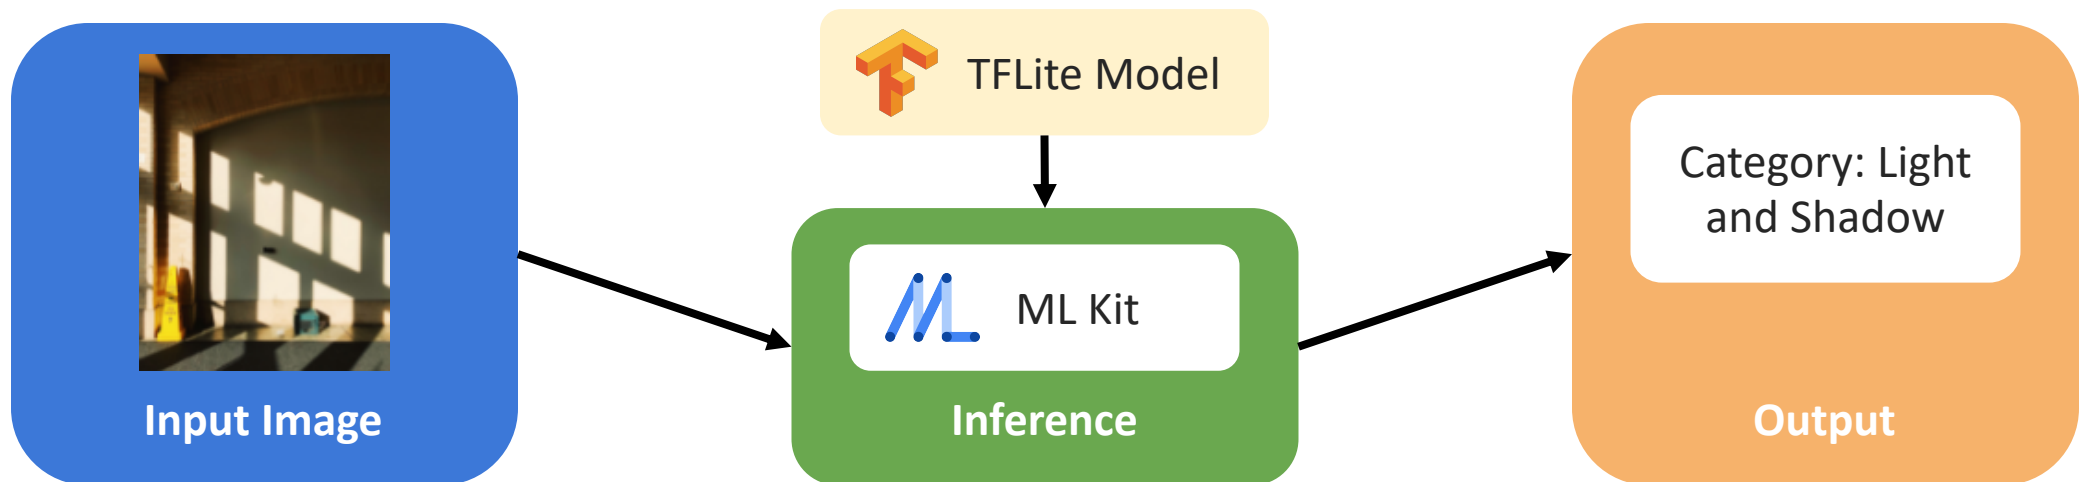 Input Image
TFLite Model
ML Kit
Inference
Category: Light
and Shadow
Output